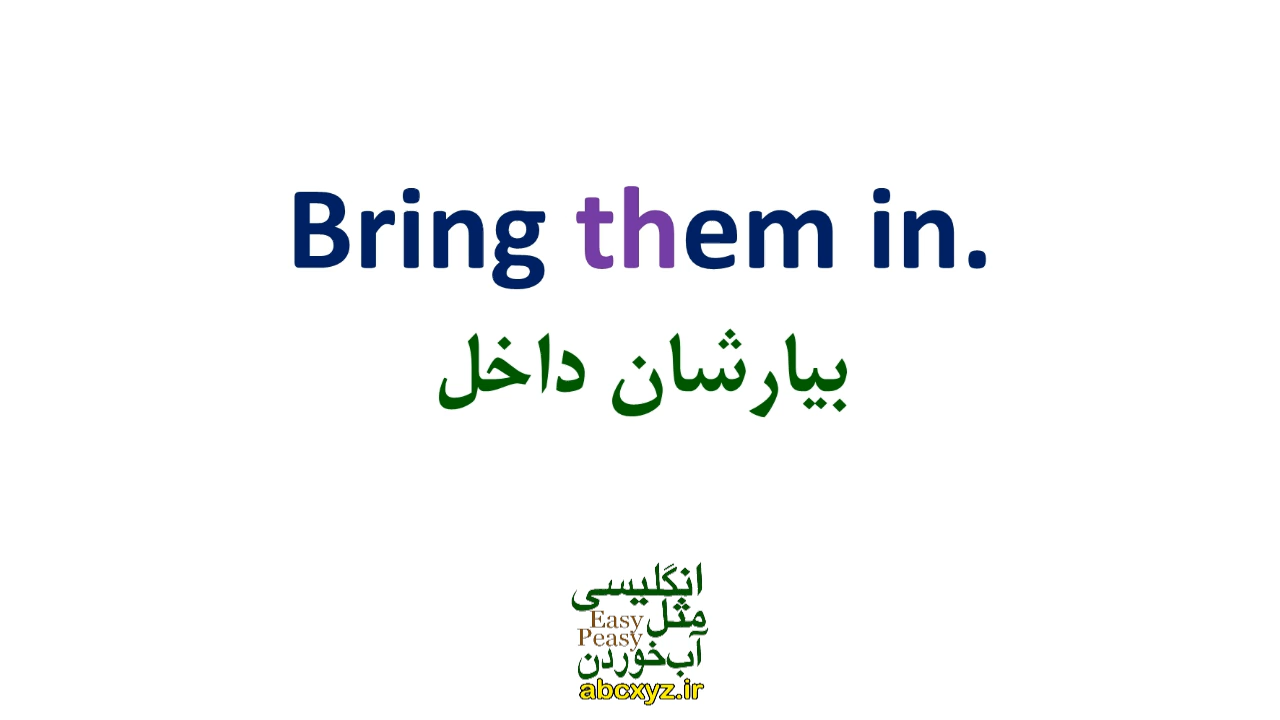 Bring them in.
بیارشان داخل
انگلیسی
مثل
Easy
Peasy
آب‌خوردن
abcxyz.ir